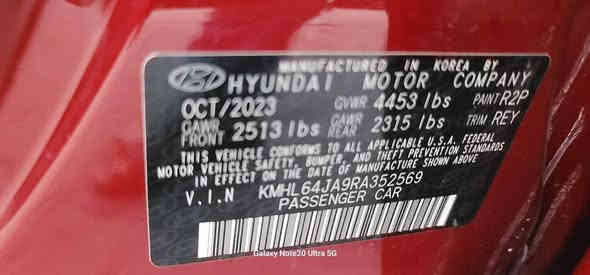 MANUFACTURED IN KOREA BY
HYUNDAI MOTOR COMPANY
OCT/2023 GVWR 4453 lbs PAINT R2P
GAWR FRONT 2513 lbs GAWR REAR 2315 lbs TRIM REY
THIS VEHICLE CONFORMS TO ALL APPLICABLE U.S.A. FEDERAL
MOTOR VEHICLE SAFETY, BUMPER, AND THEFT PREVENTION STANDARDS
IN EFFECT ON THE DATE OF MANUFACTURE SHOWN ABOVE
V.I.N KMHL64JA9RA352569
PASSENGER CAR
Galaxy Note20 Ultra 5G